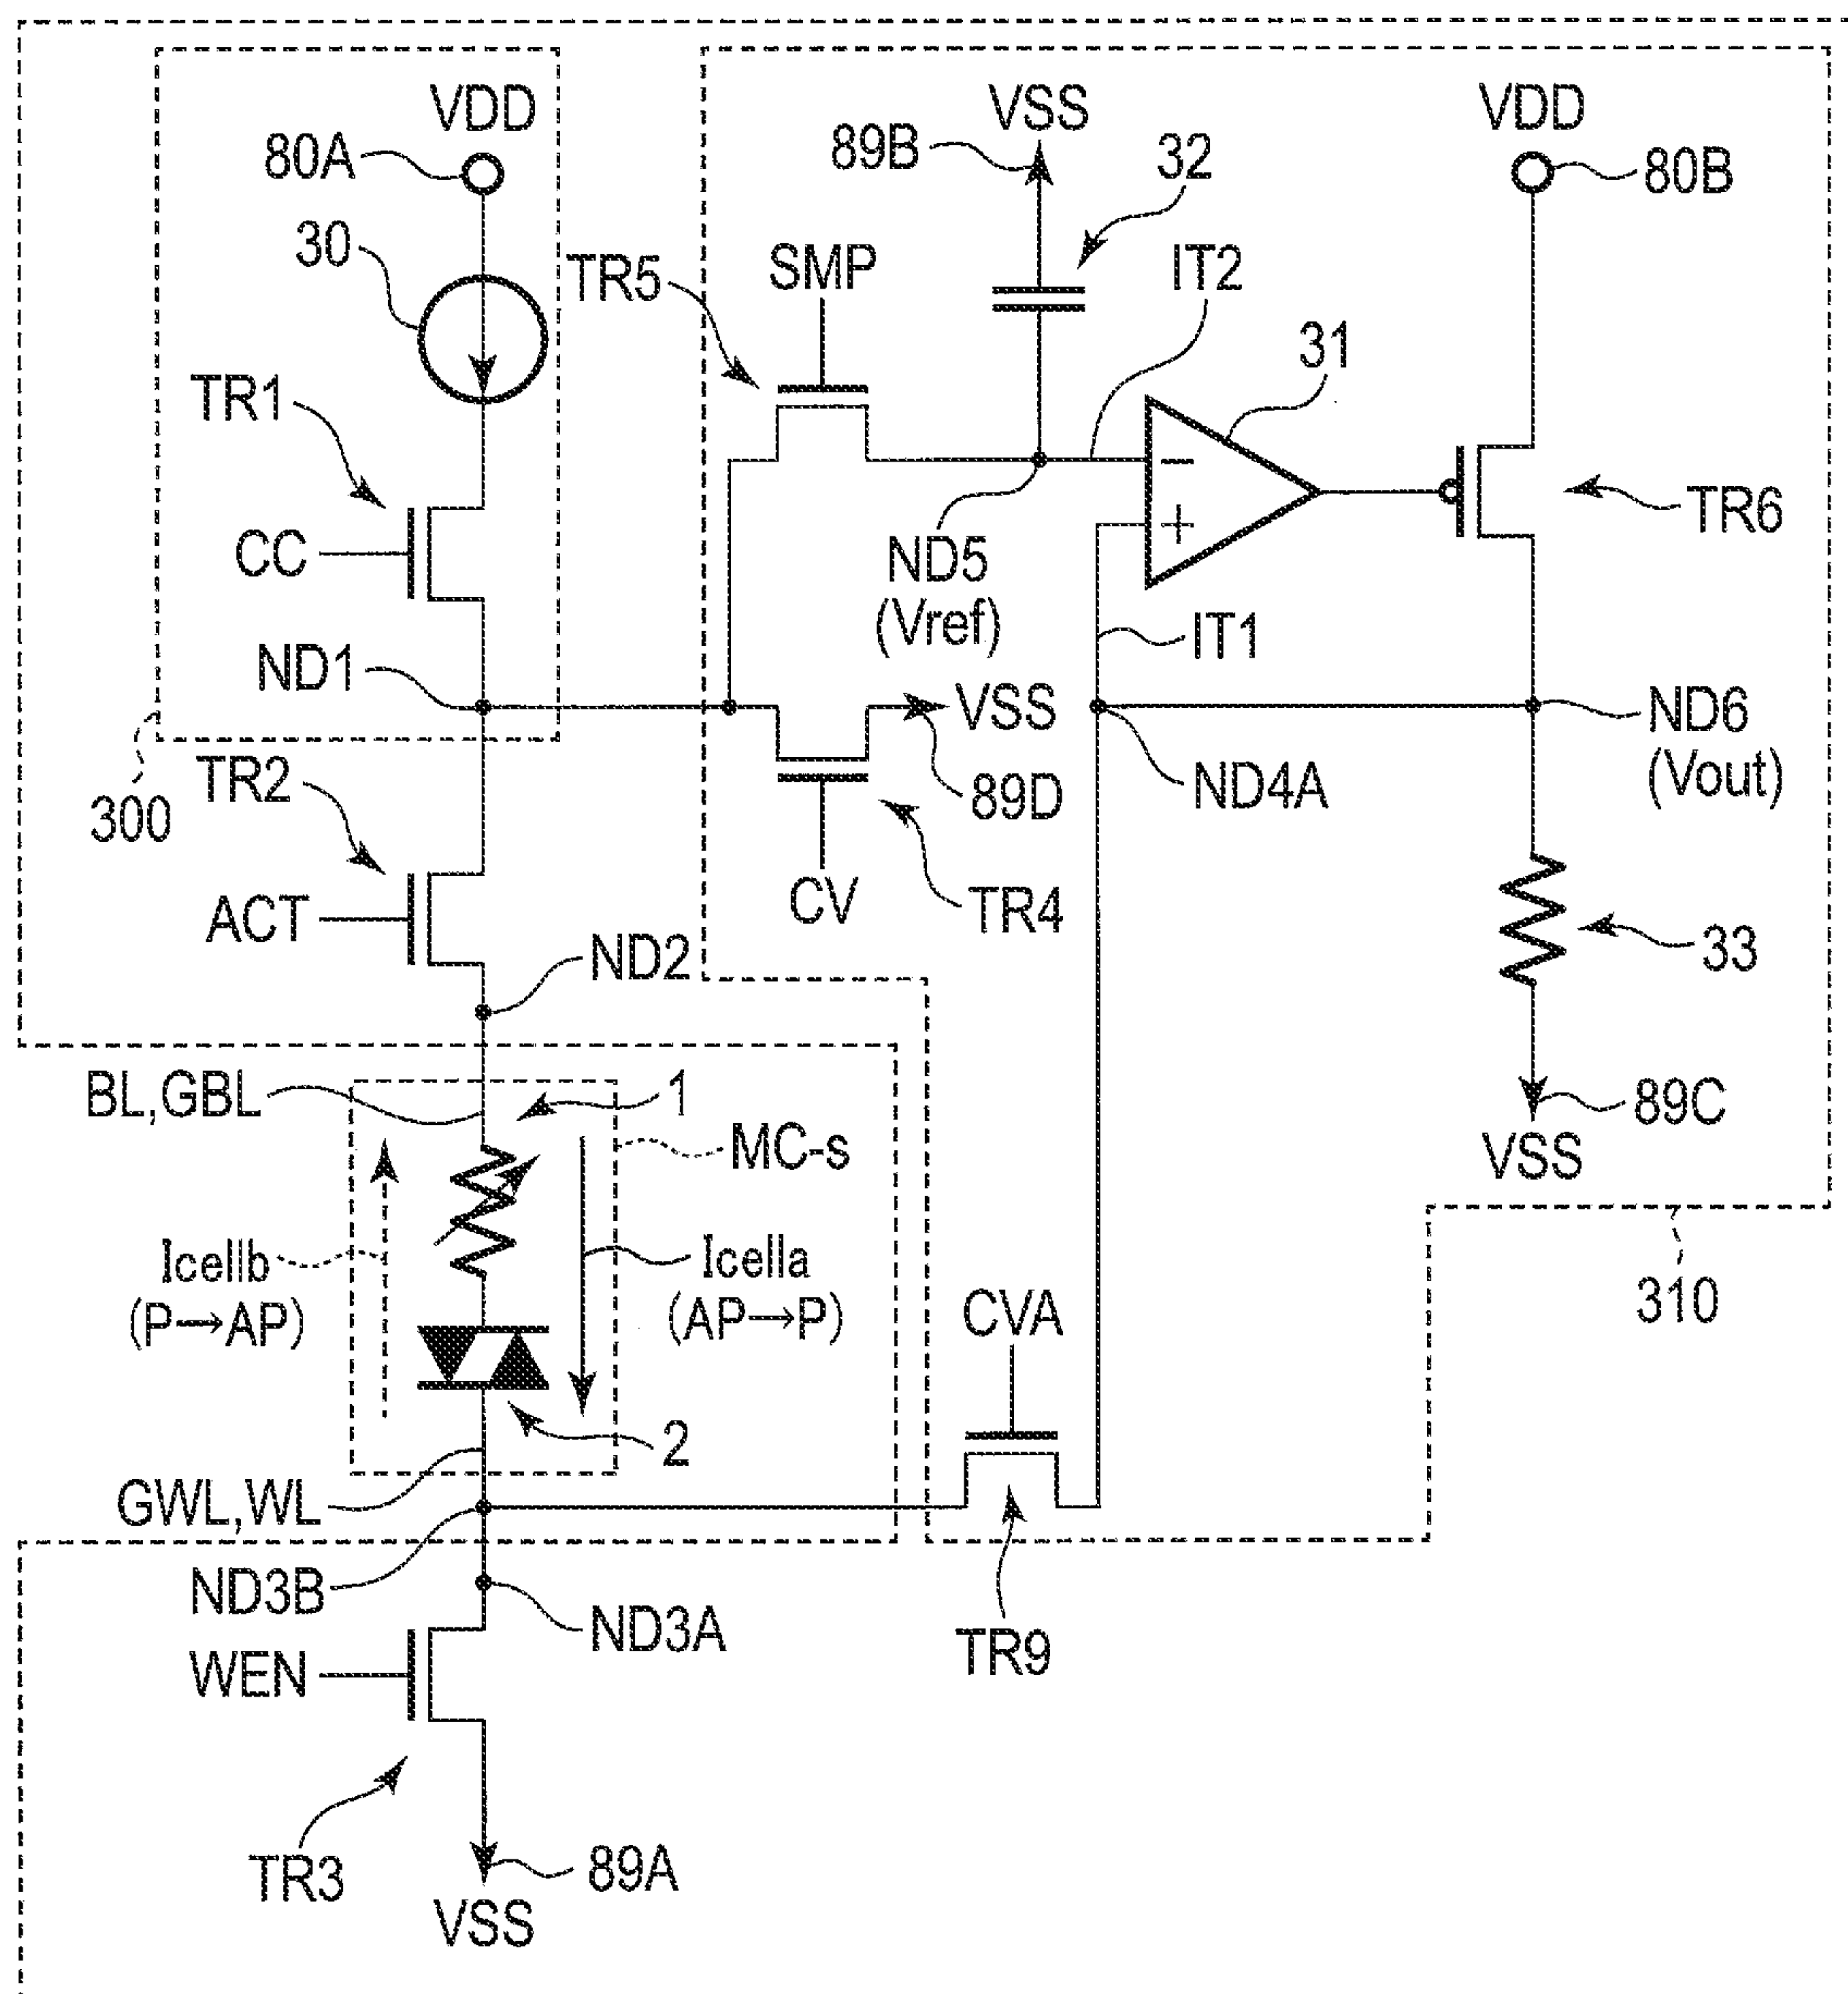 VDD
80A
30
TR1
CC
ND1
300
TR2
ACT
ND2
VSS
89B
32
SMP
TR5
IT2
31
VDD
80B
TR6
ND5
(Vref)
IT1
VSS
89D
CV
TR4
ND4A
ND6
(Vout)
33
89C
VSS
310
BL,GBL
1
MC-s
Icellb
(P→AP)
Icella
(AP→P)
2
GWL,WL
CVA
TR9
ND3B
ND3A
WEN
TR3
89A
VSS